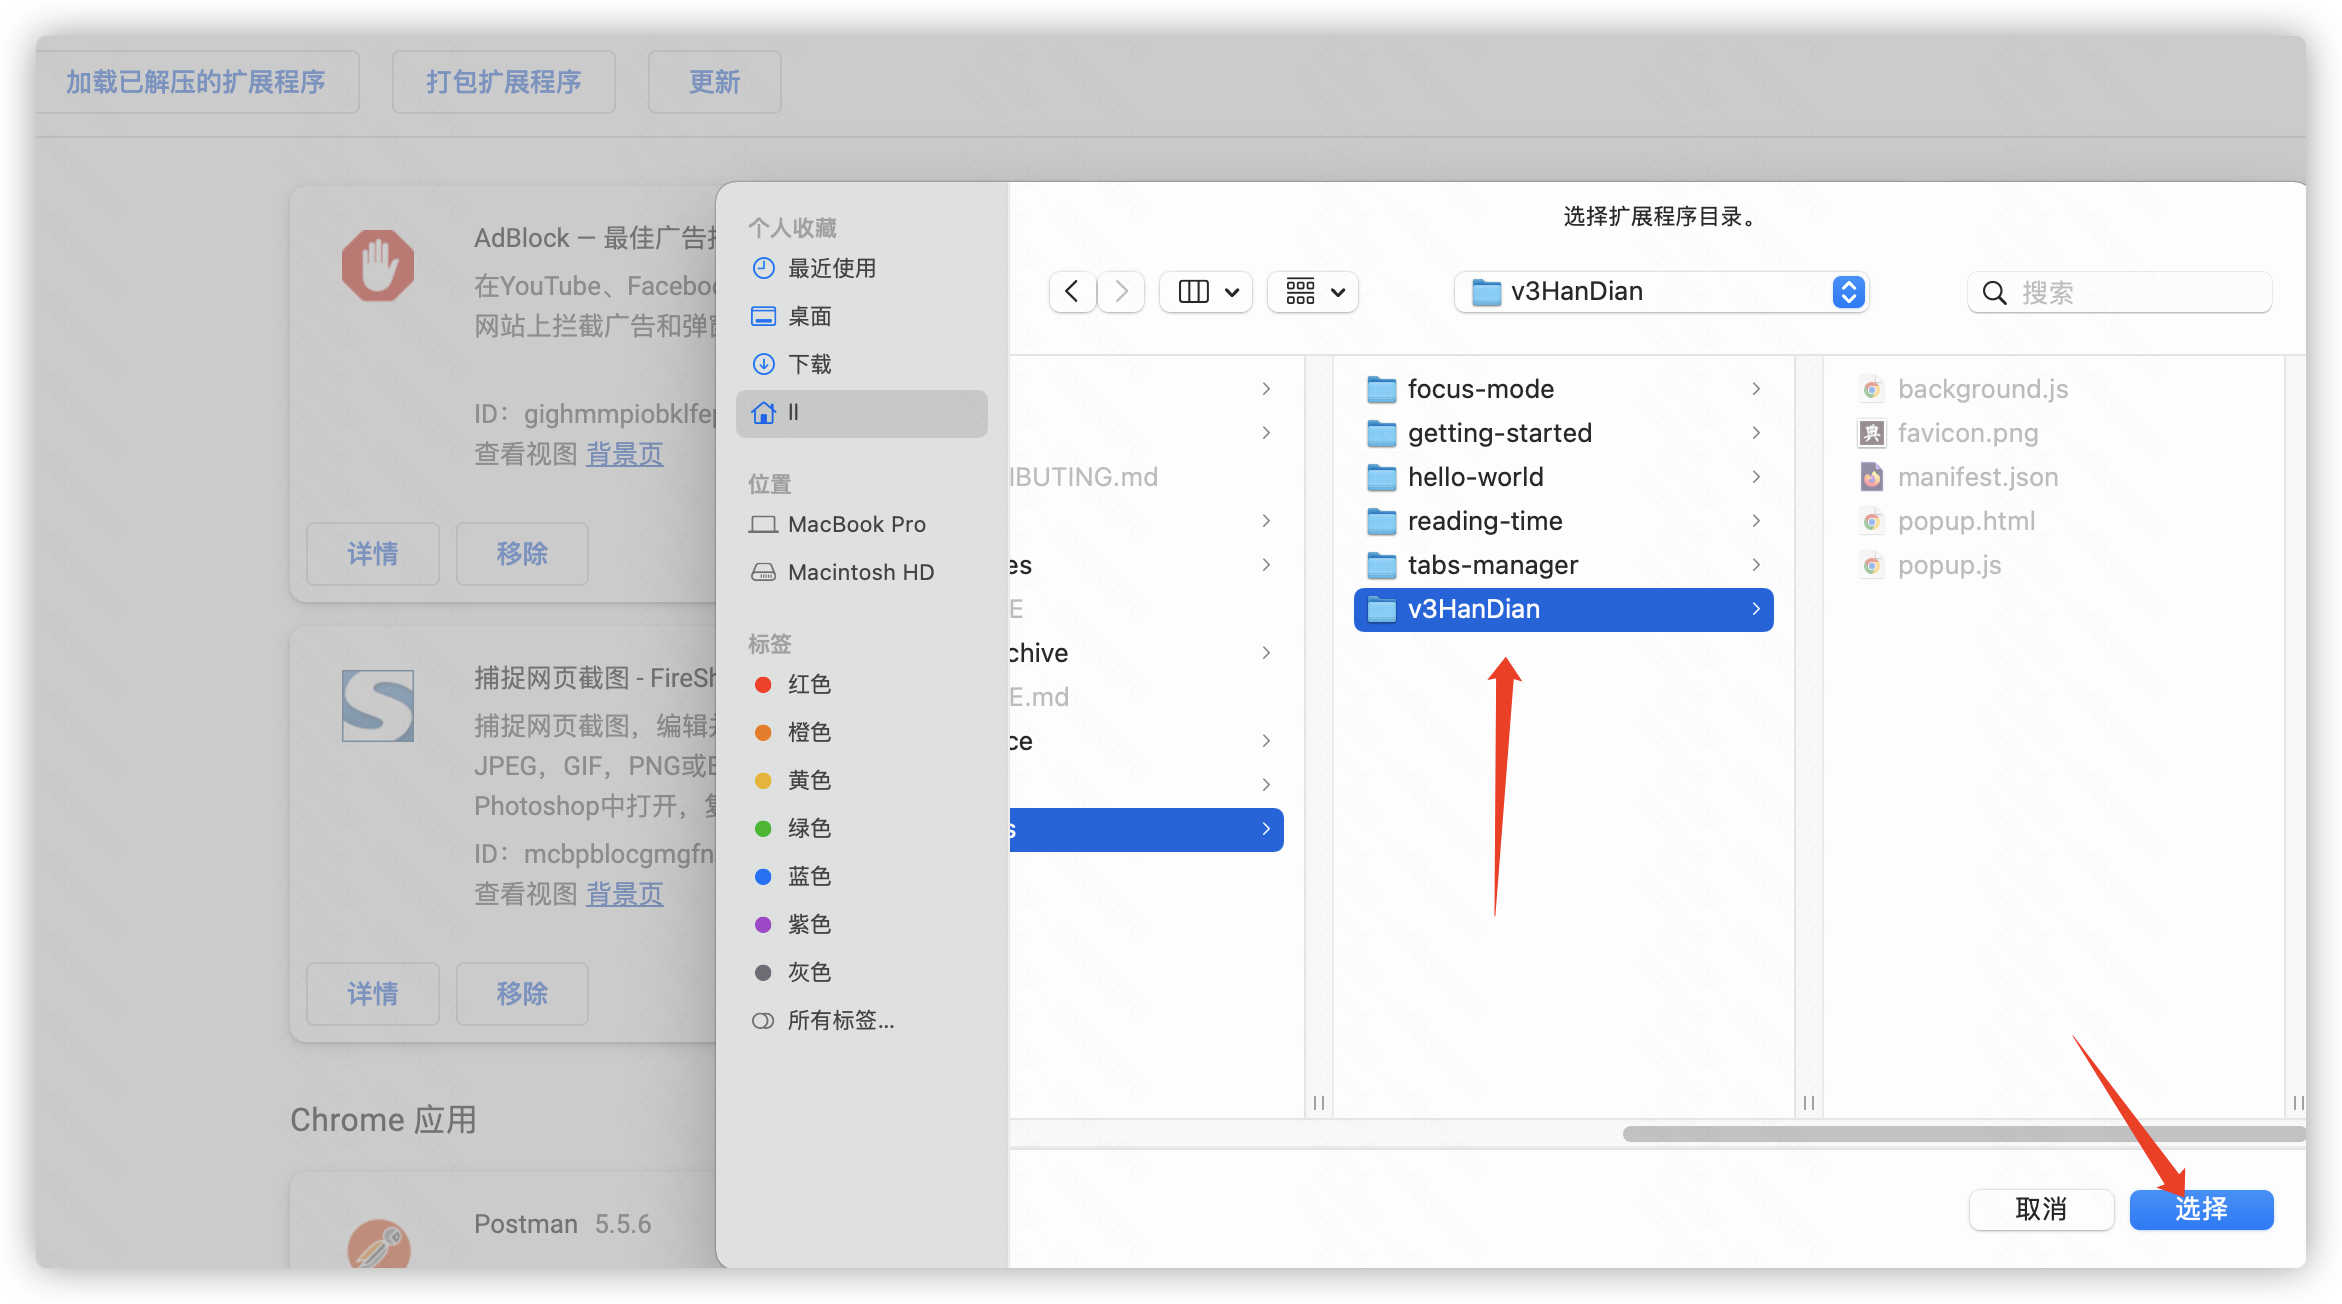 加载已解压的扩展程序
打包扩展程序
更新
AdBlock — 最佳广告
在YouTube、Facebo
网站上拦截广告和弹
ID： gighmmpiobklfe
查看视图 背景页
详情
移除
捕捉网页截图 - FireSh
捕捉网页截图，编辑
JPEG，GIF，PNG或
Photoshop中打开，
ID： mcbpblocgmgfn
查看视图 背景页
详情
移除
Chrome 应用
Postman 5.5.6
个人收藏
最近使用
桌面
下载
ll
位置
MacBook Pro
Macintosh HD
标签
红色
橙色
黄色
绿色
蓝色
紫色
灰色
所有标签...
选择扩展程序目录。
v3HanDian
搜索
IBUTING.md
es
E
chive
E.md
ce
s
focus-mode
getting-started
hello-world
reading-time
tabs-manager
v3HanDian
background.js
favicon.png
manifest.json
popup.html
popup.js
取消
选择